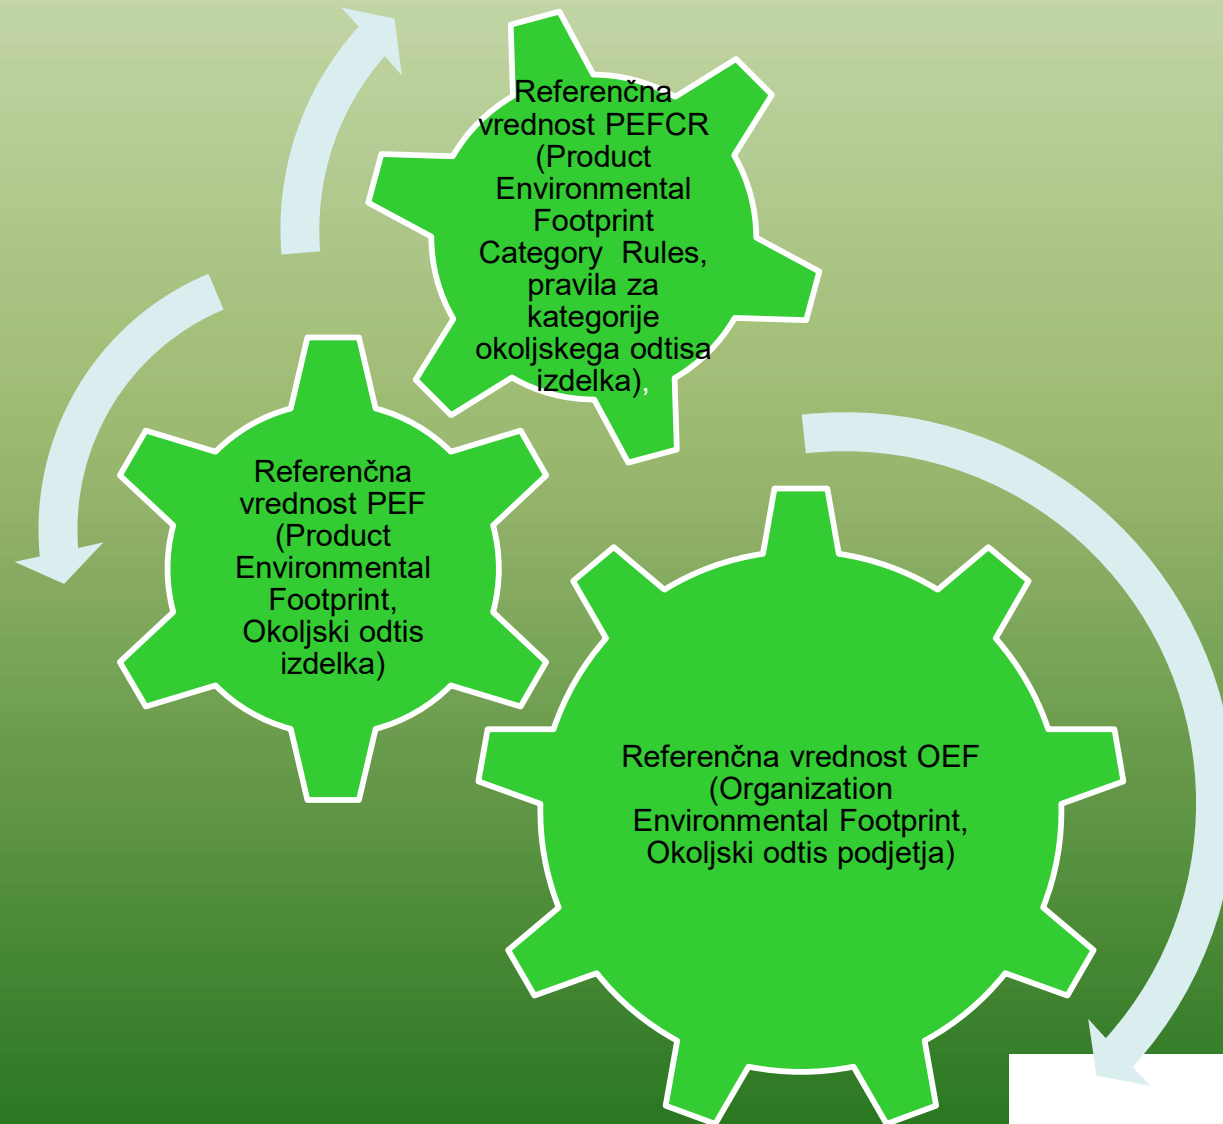 Referenčna
vrednost PEFCR
(Product
Environmental
Footprint
Category  Rules,
pravila za
kategorije
okoljskega odtisa
izdelka),
Referenčna
vrednost PEF
(Product
Environmental
Footprint,
Okoljski odtis
izdelka)
Referenčna vrednost OEF
(Organization
Environmental Footprint,
Okoljski odtis podjetja)